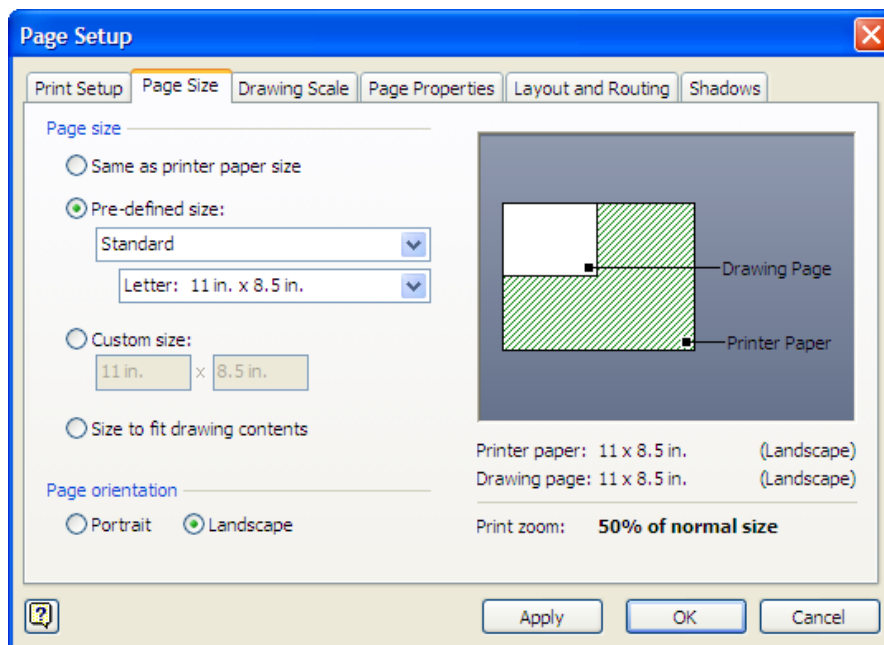 Page Setup
Print Setup Page Size Drawing Scale Page Properties Layout and Routing Shadows
Page size
Same as printer paper size
Pre-defined size:
Standard
Letter: 11 in. x 8.5 in.
Custom size:
11 in. x 8.5 in.
Size to fit drawing contents
Page orientation
Portrait Landscape
Drawing Page
Printer Paper
Printer paper: 11 x 8.5 in. (Landscape)
Drawing page: 11 x 8.5 in. (Landscape)
Print zoom: 50% of normal size
? Apply OK Cancel